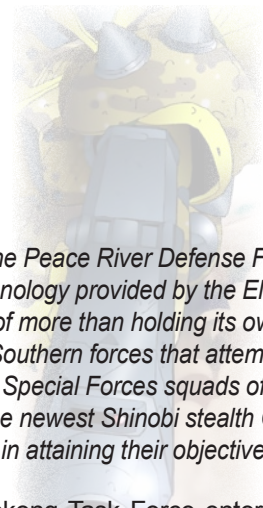 he Peace River Defense F
nology provided by the El
of more than holding its ow
Southern forces that attem
Special Forces squads of
e newest Shinobi stealth
in attaining their objective
kong Task Force enter